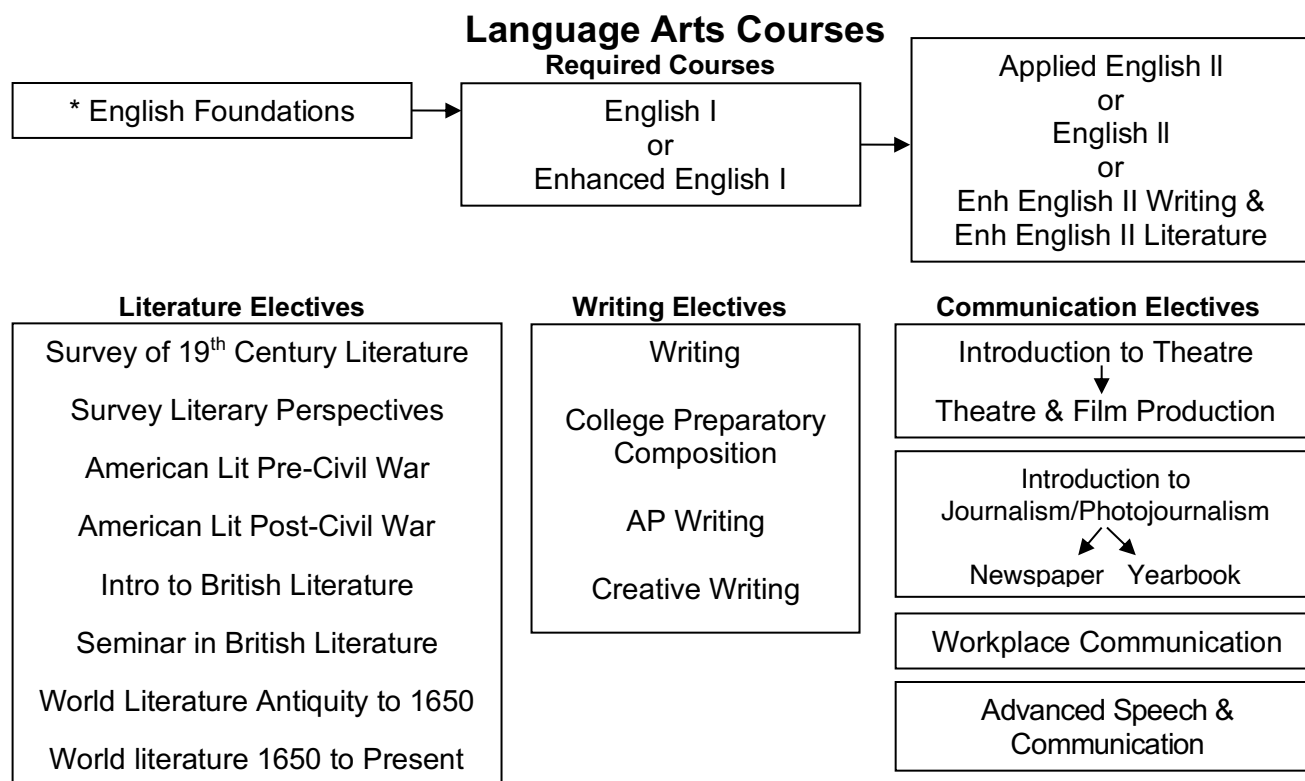 Language Arts Courses
Required Courses
* English Foundations
English I
or
Enhanced English I
Applied English II
or
English II
or
Enh English II Writing &
Enh English II Literature
Literature Electives
Survey of 19th Century Literature
Survey Literary Perspectives
American Lit Pre-Civil War
American Lit Post-Civil War
Intro to British Literature
Seminar in British Literature
World Literature Antiquity to 1650
World literature 1650 to Present
Writing Electives
Writing
College Preparatory
Composition
AP Writing
Creative Writing
Communication Electives
Introduction to Theatre
Theatre & Film Production
Introduction to
Journalism/Photojournalism
Newspaper Yearbook
Workplace Communication
Advanced Speech &
Communication